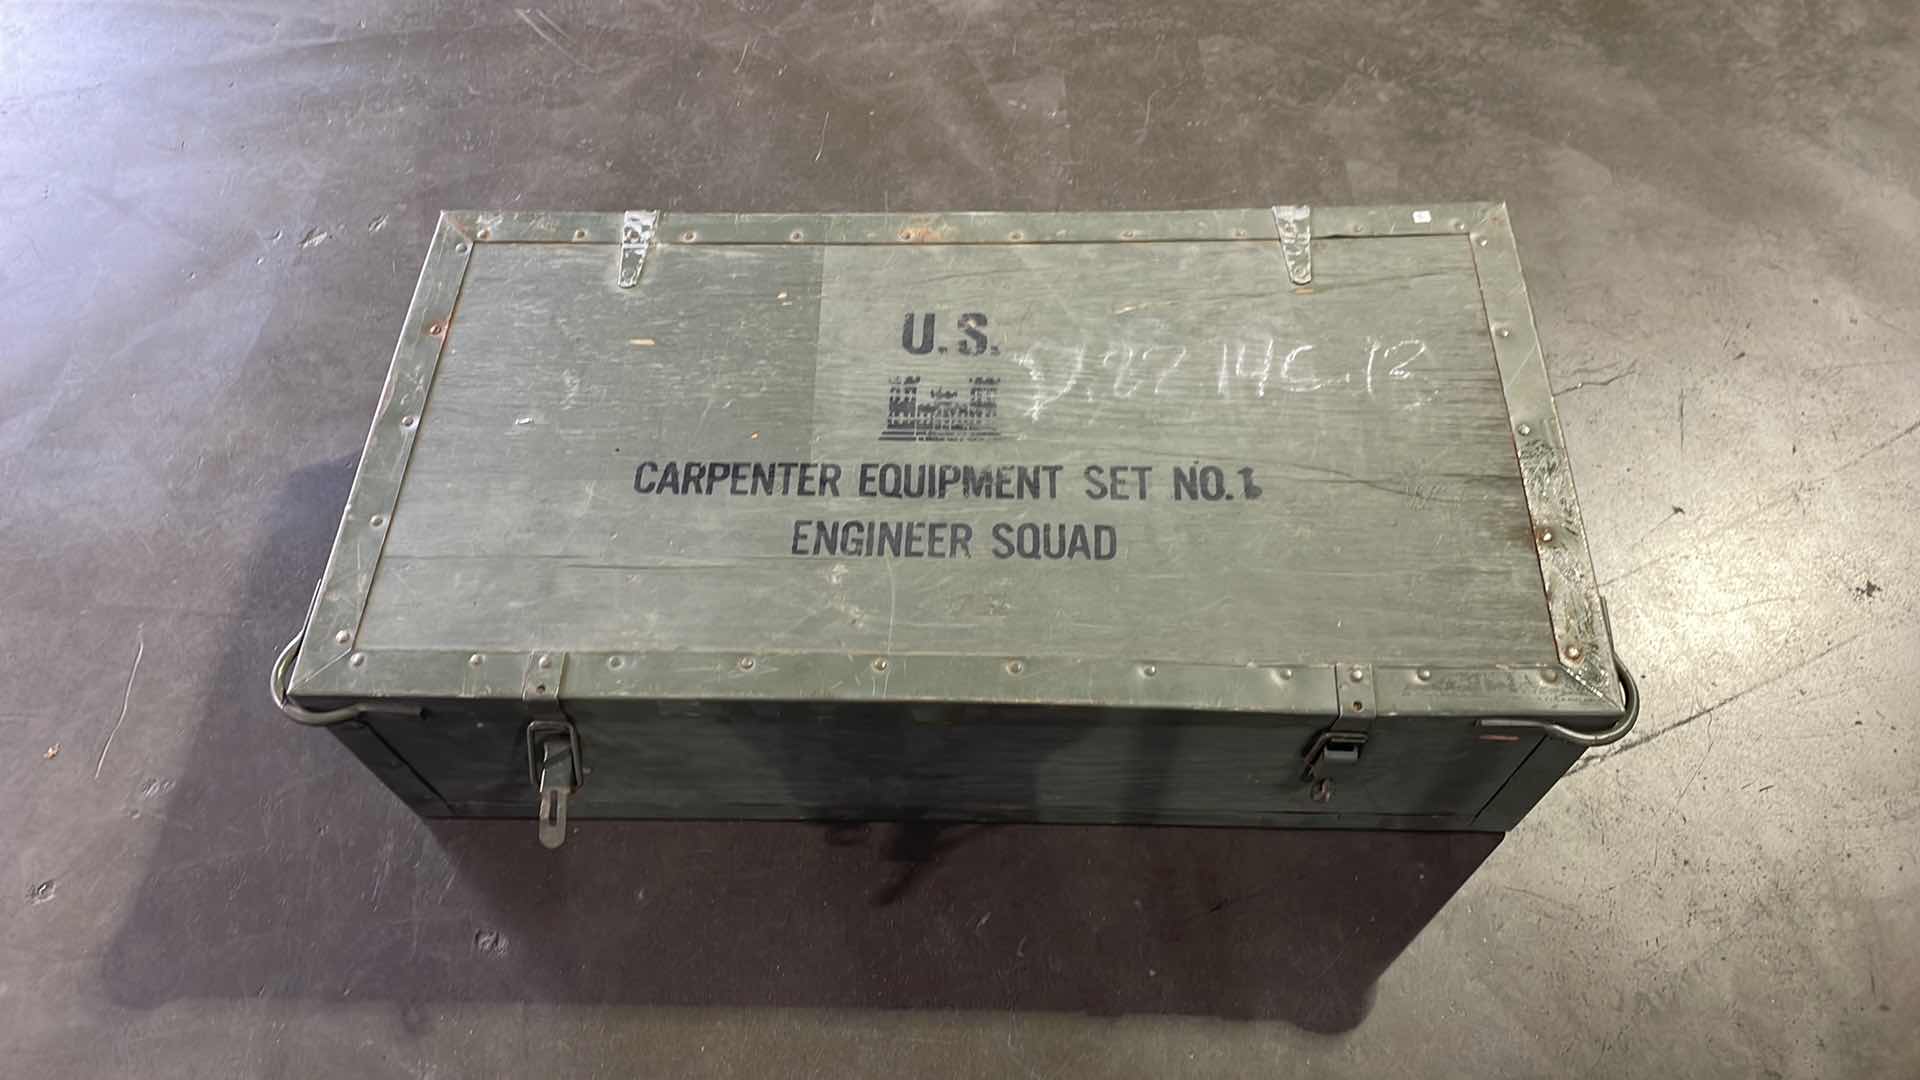 U.S.
CARPENTER EQUIPMENT SET NO. 1
ENGINEER SQUAD